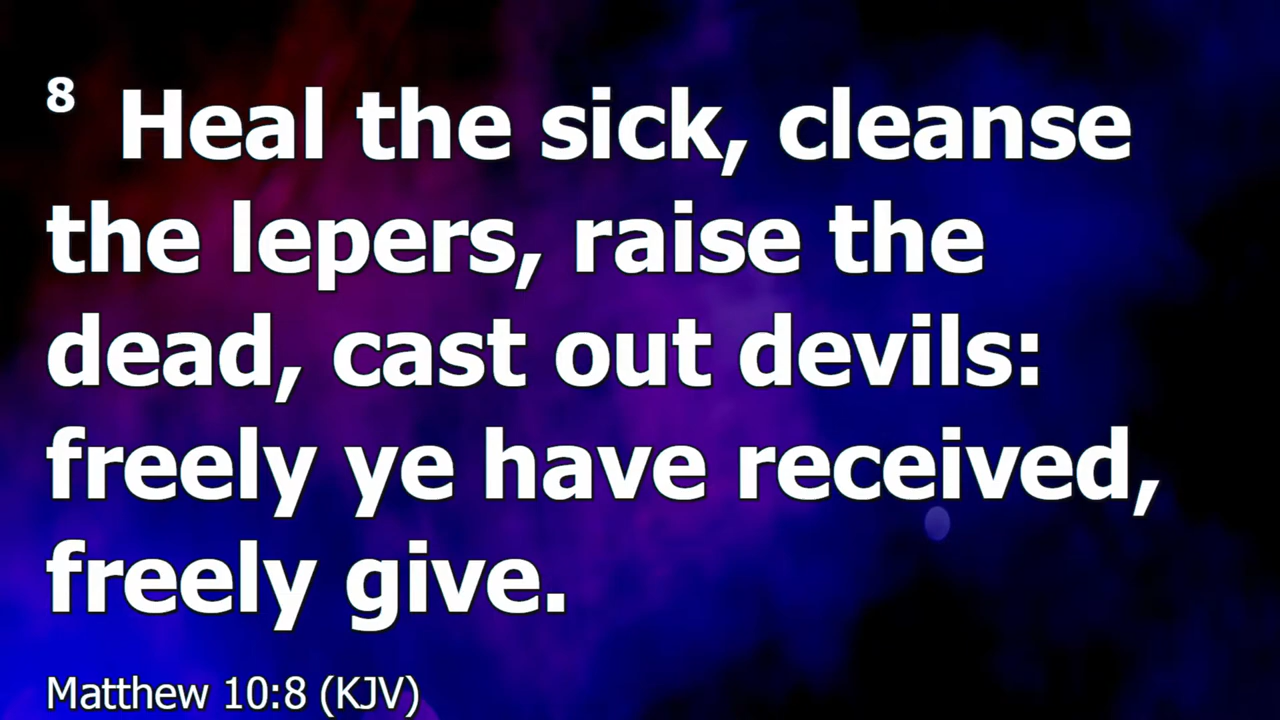 8 Heal the sick, cleanse
the lepers, raise the
dead, cast out devils:
freely ye have received,
freely give.
Matthew 10:8 (KJV)